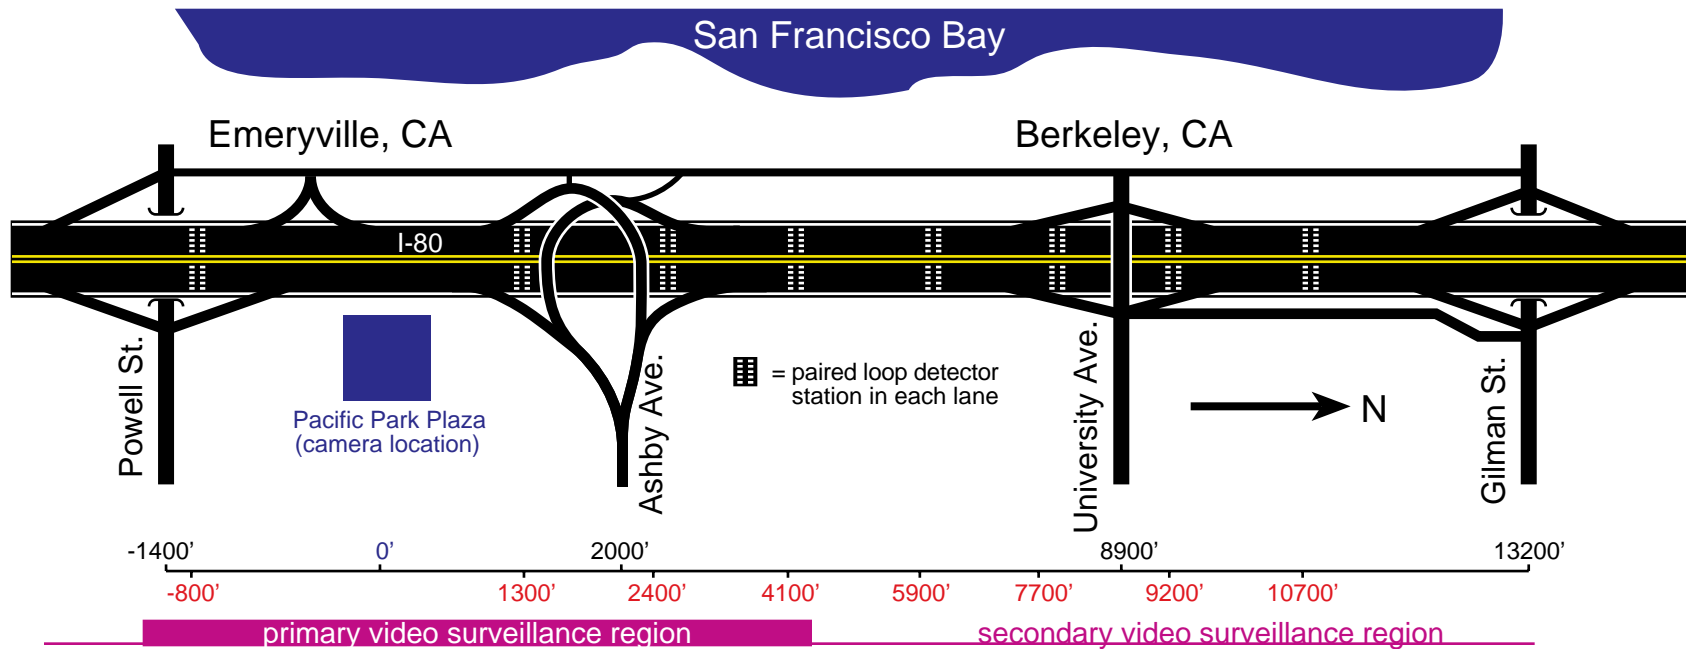 San Francisco Bay
Emeryville, CA
Berkeley, CA
I-80
Powell St.
Pacific Park Plaza
(camera location)
Ashby Ave.
= paired loop detector
station in each lane
University Ave.
N
Gilman St.
-1400’
0’
2000’
8900’
13200’
-800’
1300’
2400’
4100’
5900’
7700’
9200’
10700’
primary video surveillance region
secondary video surveillance region